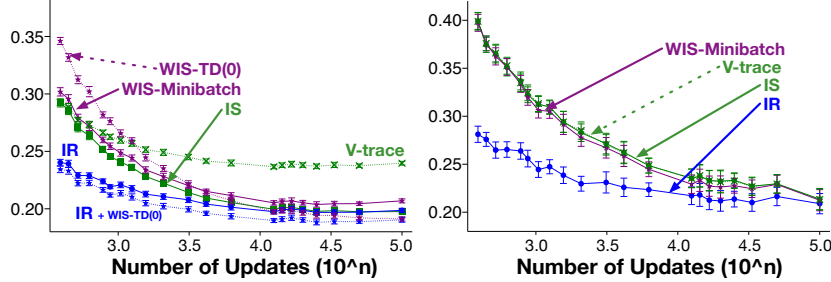 0.35
0.30
0.25
0.20
WIS-TD(0)
WIS-Minibatch
IS
IR
V-trace
IR + WIS-TD(0)
3.0 3.5 4.0 4.5 5.0
Number of Updates (10^n)
0.40
0.35
0.30
0.25
0.20
WIS-Minibatch
V-trace
IS
IR
3.0 3.5 4.0 4.5 5.0
Number of Updates (10^n)